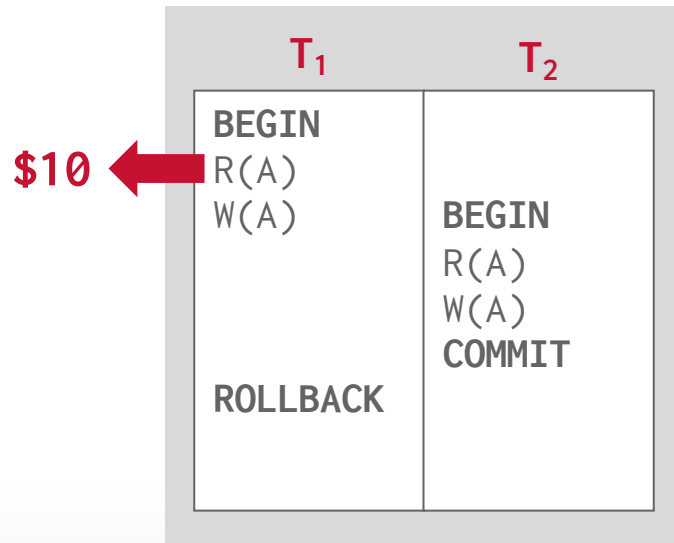 T₁ T₂
BEGIN
$10 R(A)
W(A) BEGIN
R(A)
W(A)
COMMIT
ROLLBACK